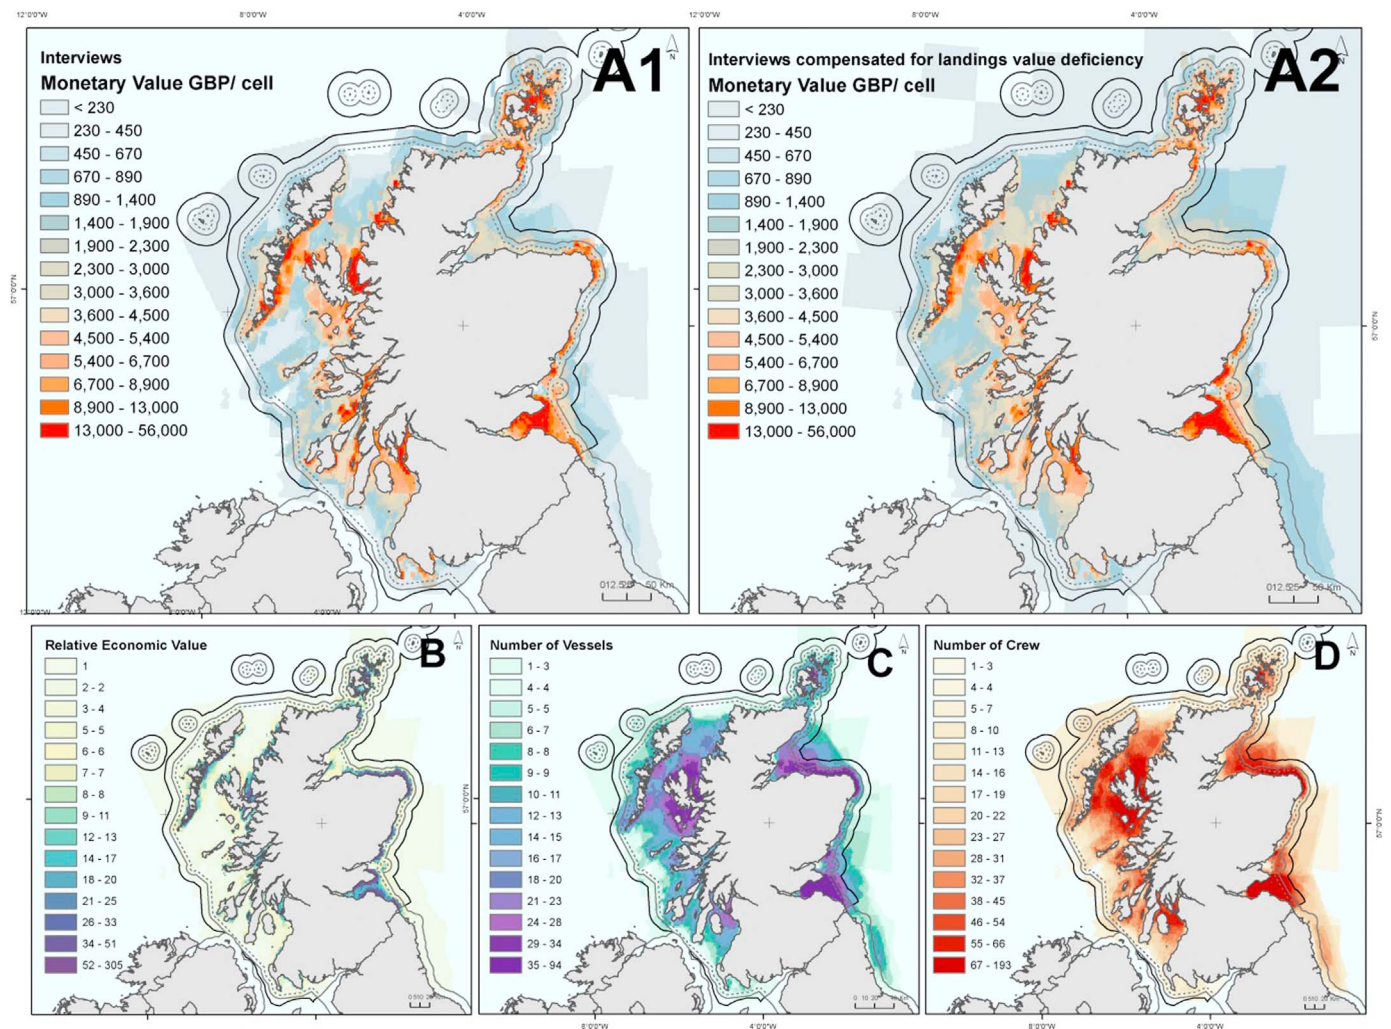 12°0'0"W
8°0'0"W
4°0'0"W
12°0'0"W
8°0'0"W
4°0'0"W
Interviews
A1
N
Monetary Value GBP/ cell
< 230
230 - 450
450 - 670
670 - 890
890 - 1,400
1,400 - 1,900
1,900 - 2,300
2,300 - 3,000
3,000 - 3,600
3,600 - 4,500
4,500 - 5,400
5,400 - 6,700
6,700 - 8,900
8,900 - 13,000
13,000 - 56,000
57°0'0"N
50 Km
Interviews compensated for landings value deficiency
A2
N
Monetary Value GBP/ cell
< 230
230 - 450
450 - 670
670 - 890
890 - 1,400
1,400 - 1,900
1,900 - 2,300
2,300 - 3,000
3,000 - 3,600
3,600 - 4,500
4,500 - 5,400
5,400 - 6,700
6,700 - 8,900
8,900 - 13,000
13,000 - 56,000
57°0'0"N
50 Km
Relative Economic Value
B
N
1
2 - 2
3 - 4
5 - 5
6 - 6
7 - 7
8 - 8
9 - 11
12 - 13
14 - 17
18 - 20
21 - 25
26 - 33
34 - 51
52 - 305
57°0'0"N
Number of Vessels
C
N
1 - 3
4 - 4
5 - 5
6 - 7
8 - 8
9 - 9
10 - 11
12 - 13
14 - 15
16 - 17
18 - 20
21 - 23
24 - 28
29 - 34
35 - 94
8°0'0"W
4°0'0"W
Number of Crew
D
N
1 - 3
4 - 4
5 - 7
8 - 10
11 - 13
14 - 16
17 - 19
20 - 22
23 - 27
28 - 31
32 - 37
38 - 45
46 - 54
55 - 66
67 - 193
57°0'0"N
8°0'0"W
4°0'0"W